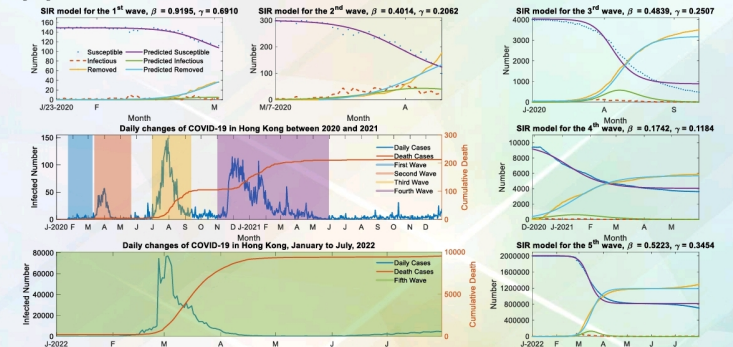 SIR model for the 1st wave, β = 0.9195, γ = 0.6910
160
140
120
100
80
60
40
20
0
Number
Susceptible
Infectious
Removed
Predicted Susceptible
Predicted Infectious
Predicted Removed
J/23-2020 F M
Month
SIR model for the 2nd wave, β = 0.4014, γ = 0.2062
300
200
100
0
Number
M/7-2020 A
Month
SIR model for the 3rd wave, β = 0.4839, γ = 0.2507
4000
3000
2000
1000
0
Number
J-2020 A S
Month
Daily changes of COVID-19 in Hong Kong between 2020 and 2021
150
100
50
0
Infected Number
300
200
100
0
Cumulative Death
Daily Cases
Death Cases
First Wave
Second Wave
Third Wave
Fourth Wave
J-2020 F M A M J J A S O N D J-2021 F M A M J J A S O N D
Month
SIR model for the 4th wave, β = 0.1742, γ = 0.1184
10000
8000
6000
4000
2000
0
Number
D-2020 J-2021 F M A M
Month
Daily changes of COVID-19 in Hong Kong, January to July, 2022
80000
60000
40000
20000
0
Infected Number
10000
5000
0
Cumulative Death
Daily Cases
Death Cases
Fifth Wave
J-2022 F M A M J J
SIR model for the 5th wave, β = 0.5223, γ = 0.3454
2000000
1600000
1200000
800000
400000
0
Number
J-2022 F M A M J J